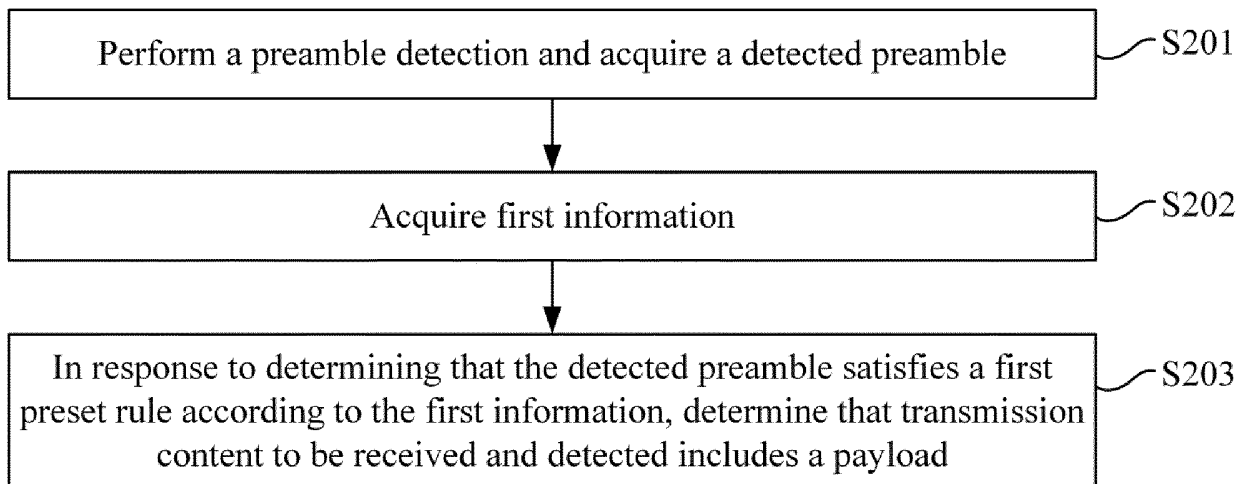 Perform a preamble detection and acquire a detected preamble
S201
Acquire first information
S202
In response to determining that the detected preamble satisfies a first
preset rule according to the first information, determine that transmission
content to be received and detected includes a payload
S203